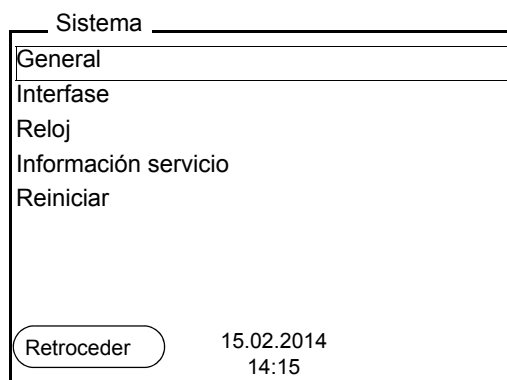 Sistema
General
Interfase
Reloj
Información servicio
Reiniciar
Retroceder
15.02.2014
14:15